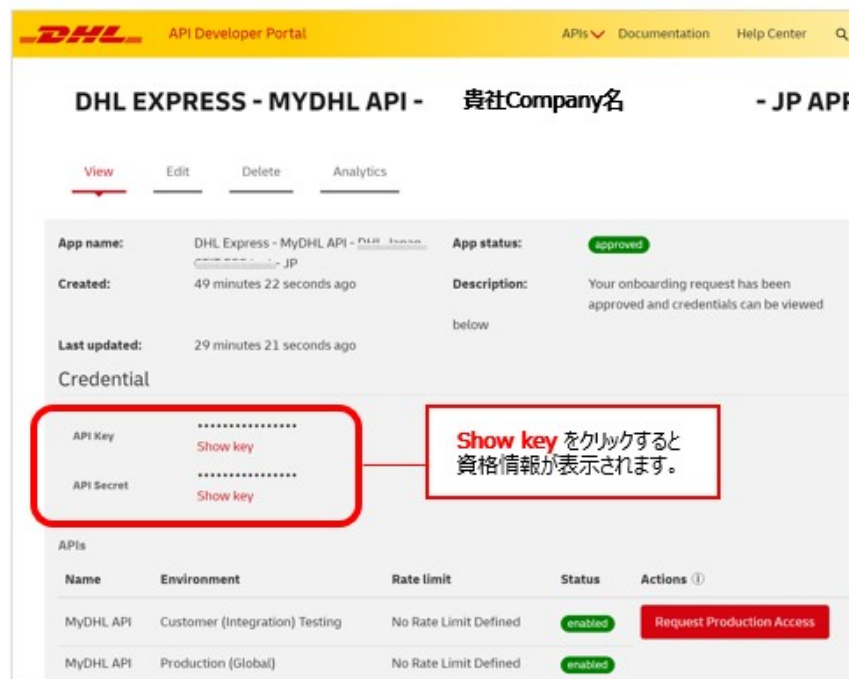 DHL API Developer Portal APIs Documentation Help Center
DHL EXPRESS - MYDHL API - 貴社Company名 - JP APP
View Edit Delete Analytics
App name: DHL Express - MyDHL API - App status: approved
- JP
Created: 49 minutes 22 seconds ago Description: Your onboarding request has been
approved and credentials can be viewed
below
Last updated: 29 minutes 21 seconds ago
Credential
API Key ••••••••••••••••
Show key
API Secret ••••••••••••••••
Show key
Show key をクリックすると
資格情報が表示されます。
APIs
Name Environment Rate limit Status Actions ⓘ
MyDHL API Customer (Integration) Testing No Rate Limit Defined enabled Request Production Access
MyDHL API Production (Global) No Rate Limit Defined enabled